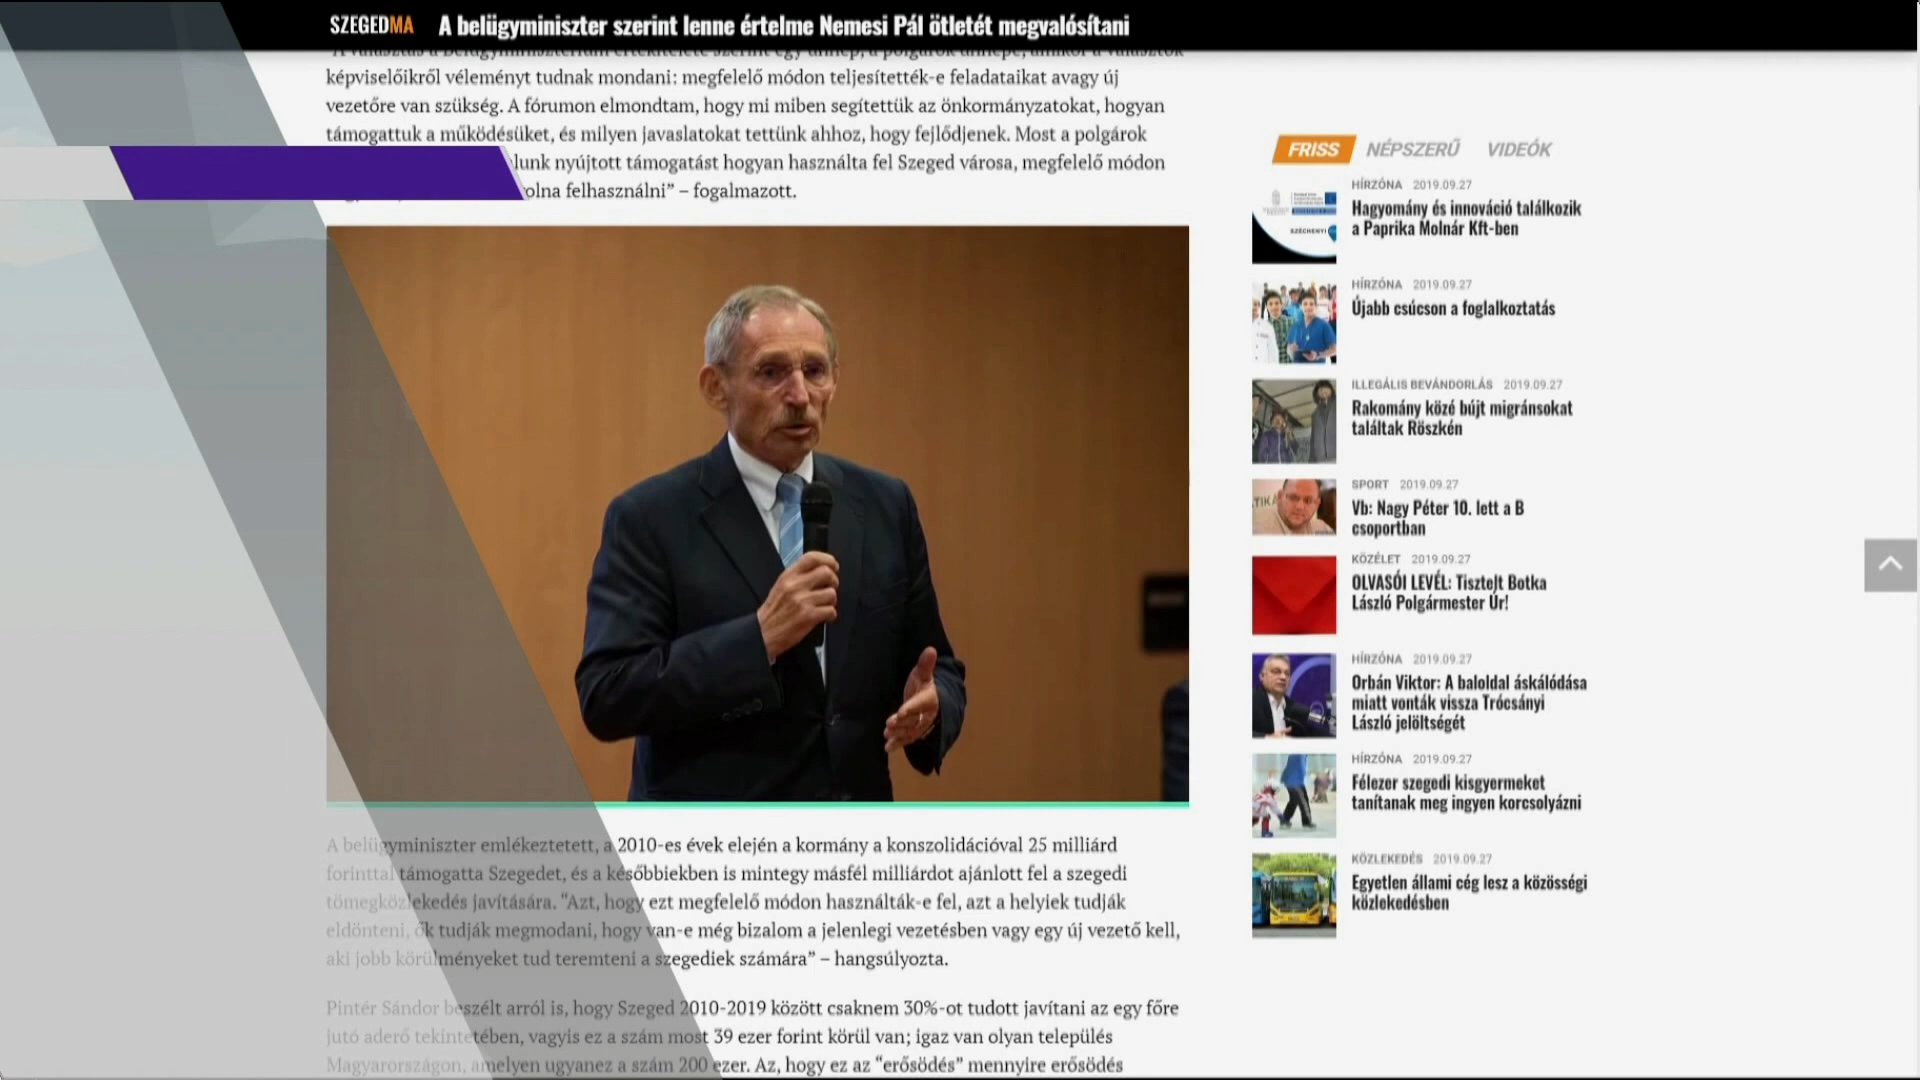 SZEGEDMA A belügyminiszter szerint lenne értelme Nemesi Pál ötletét megvalósítani
képviselőikről véleményt tudnak mondani: megfelelő módon teljesítették-e feladataikat avagy új
vezetőre van szükség. A fórumon elmondtam, hogy mi miben segítettük az önkormányzatokat, hogyan
támogattuk a működésüket, és milyen javaslatokat tettünk ahhoz, hogy fejlődjenek. Most a polgárok
lunk nyújtott támogatást hogyan használta fel Szeged városa, megfelelő módon
olna felhasználni” – fogalmazott.
A belügyminiszter emlékeztetett, a 2010-es évek elején a kormány a konszolidációval 25 milliárd
forinttal támogatta Szegedet, és a későbbiekben is mintegy másfél milliárdot ajánlott fel a szegedi
tömegközlekedés javítására. “Azt, hogy ezt megfelelő módon használták-e fel, azt a helyiek tudják
eldönteni, ők tudják megmodani, hogy van-e még bizalom a jelenlegi vezetésben vagy egy új vezető kell,
aki jobb körülményeket tud teremteni a szegediek számára” – hangsúlyozta.
Pintér Sándor beszélt arról is, hogy Szeged 2010-2019 között csaknem 30%-ot tudott javítani az egy főre
jutó aderő tekintetében, vagyis ez a szám most 39 ezer forint körül van; igaz van olyan település
Magyarországon, amelyen ugyanez a szám 200 ezer. Az, hogy ez az “erősödés” mennyire erősödés
FRISS NÉPSZERŰ VIDEÓK
HÍRZÓNA 2019.09.27
Hagyomány és innováció találkozik
a Paprika Molnár Kft-ben
SZÉCHENYI
HÍRZÓNA 2019.09.27
Újabb csúcson a foglalkoztatás
ILLEGÁLIS BEVÁNDORLÁS 2019.09.27
Rakomány közé bújt migránsokat
találtak Röszkén
SPORT 2019.09.27
Vb: Nagy Péter 10. lett a B
csoportban
KÖZÉLET 2019.09.27
OLVASÓI LEVÉL: Tisztelt Botka
László Polgármester Úr!
HÍRZÓNA 2019.09.27
Orbán Viktor: A baloldal áskálódása
miatt vonták vissza Trócsányi
László jelöltségét
HÍRZÓNA 2019.09.27
Félezer szegedi kisgyermeket
tanítanak meg ingyen korcsolyázni
KÖZLEKEDÉS 2019.09.27
Egyetlen állami cég lesz a közösségi
közlekedésben